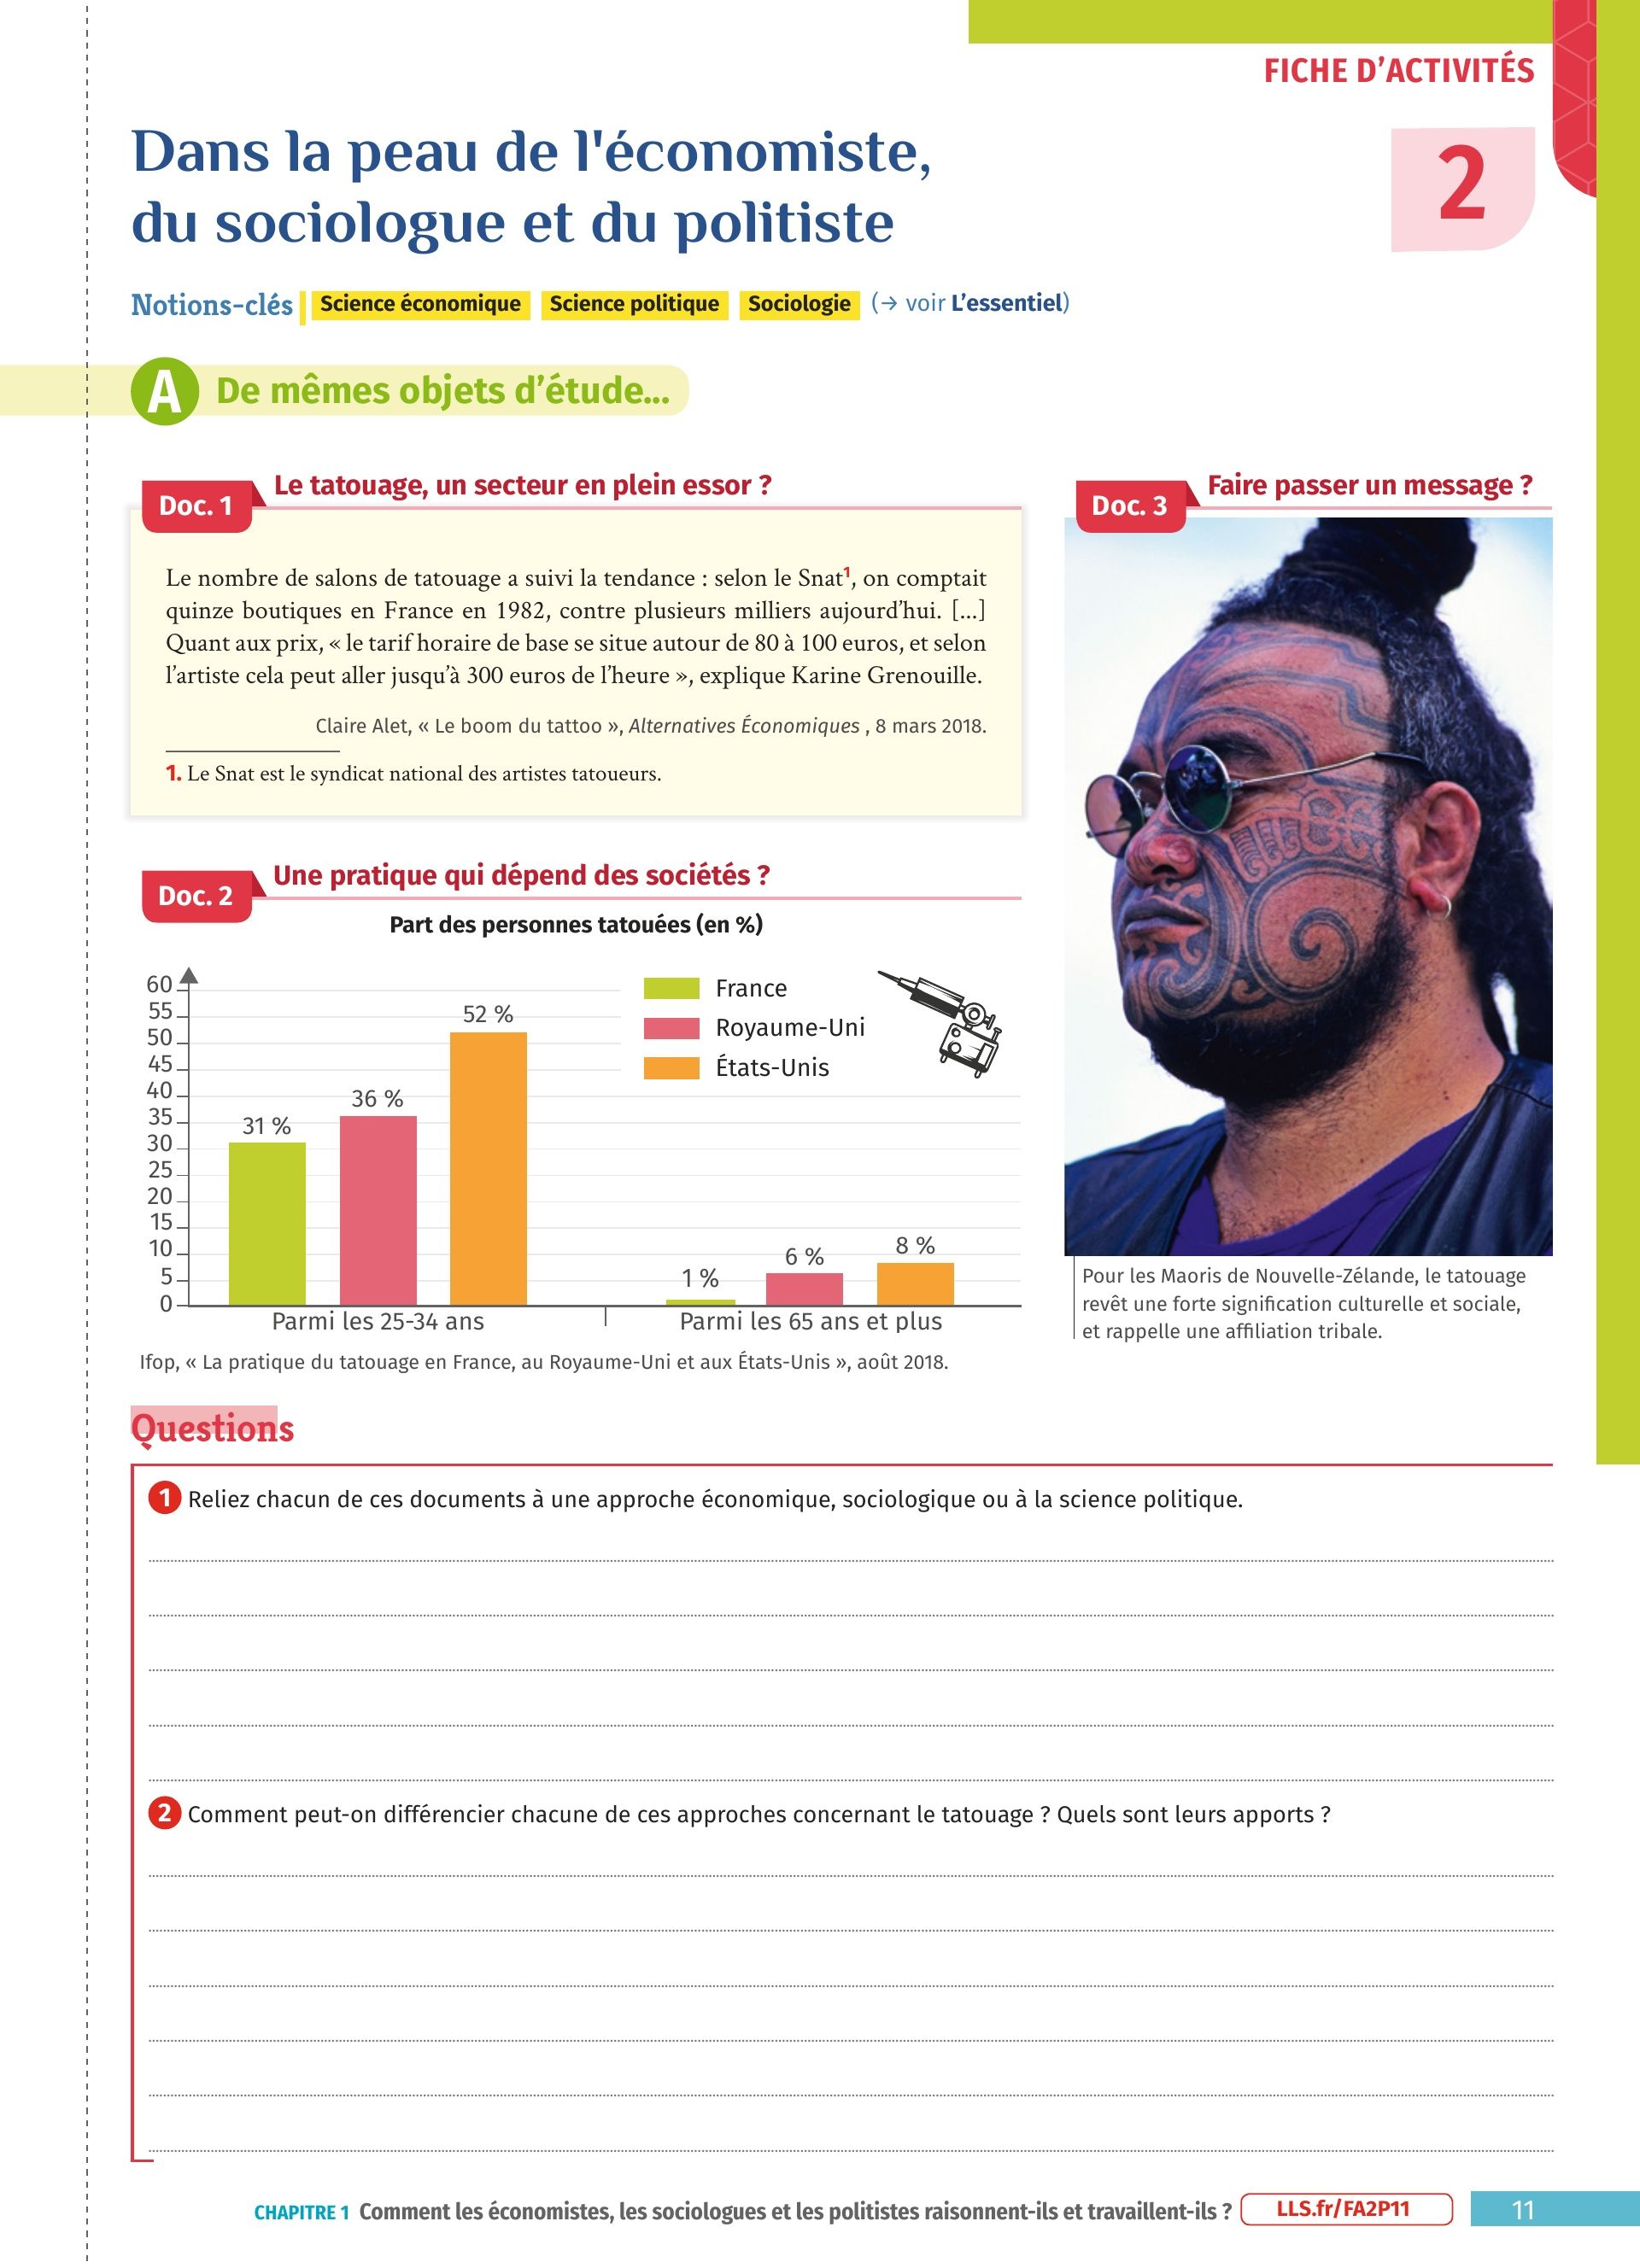 FICHE D'ACTIVITÉS
Dans la peau de l'économiste,
du sociologue et du politiste
2
Notions-clés Science économique Science politique Sociologie (→ voir L'essentiel)
A De mêmes objets d'étude...
Doc. 1 Le tatouage, un secteur en plein essor ?
Le nombre de salons de tatouage a suivi la tendance : selon le Snat¹, on comptait
quinze boutiques en France en 1982, contre plusieurs milliers aujourd'hui. [...]
Quant aux prix, « le tarif horaire de base se situe autour de 80 à 100 euros, et selon
l'artiste cela peut aller jusqu'à 300 euros de l'heure », explique Karine Grenouille.
Claire Alet, « Le boom du tattoo », Alternatives Économiques , 8 mars 2018.
1. Le Snat est le syndicat national des artistes tatoueurs.
Doc. 2 Une pratique qui dépend des sociétés ?
Part des personnes tatouées (en %)
60
55
50
45
40
35
30
25
20
15
10
5
0
31 %
36 %
52 %
1 %
6 %
8 %
France
Royaume-Uni
États-Unis
Parmi les 25-34 ans
Parmi les 65 ans et plus
Ifop, « La pratique du tatouage en France, au Royaume-Uni et aux États-Unis », août 2018.
Doc. 3 Faire passer un message ?
Pour les Maoris de Nouvelle-Zélande, le tatouage
revêt une forte signification culturelle et sociale,
et rappelle une affiliation tribale.
Questions
1 Reliez chacun de ces documents à une approche économique, sociologique ou à la science politique.
2 Comment peut-on différencier chacune de ces approches concernant le tatouage ? Quels sont leurs apports ?
CHAPITRE 1 Comment les économistes, les sociologues et les politistes raisonnent-ils et travaillent-ils ? LLS.fr/FA2P11 11